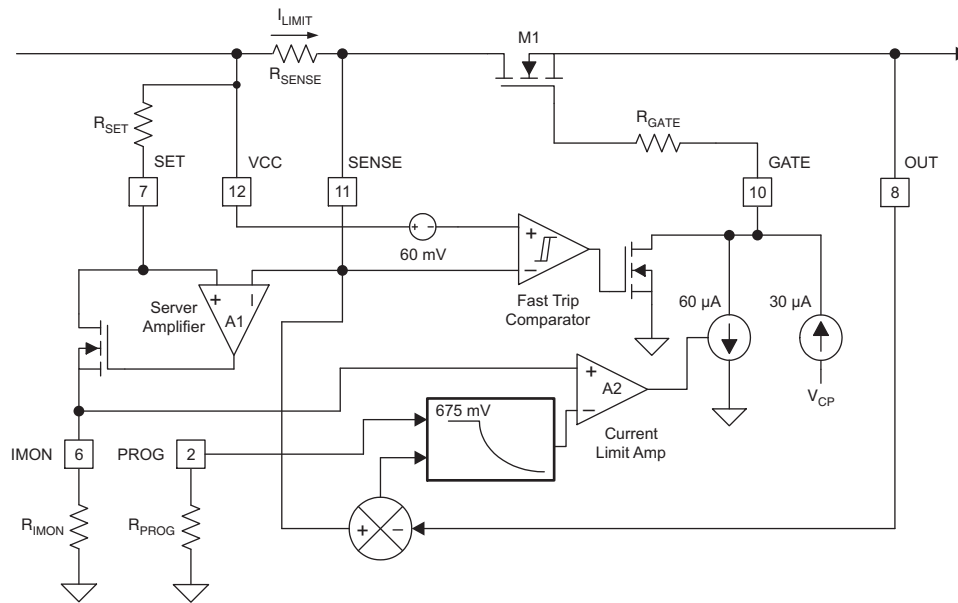 I_LIMIT
M1
R_SENSE
R_SET
R_GATE
SET
VCC
SENSE
GATE
OUT
7
12
11
10
8
+ -
60 mV
+
−
Fast Trip
Comparator
60 µA
30 µA
Server
Amplifier
+ −
A1
V_CP
+
A2
−
Current
Limit Amp
675 mV
IMON
6
PROG
2
R_IMON
R_PROG
+ −